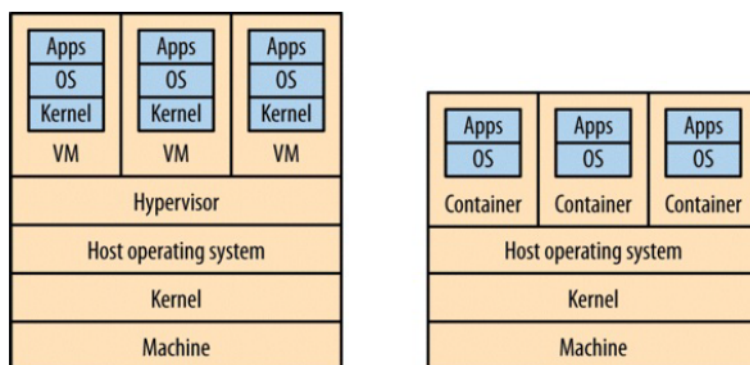 Apps Apps Apps
OS OS OS
Kernel Kernel Kernel
VM VM VM
Hypervisor
Host operating system
Kernel
Machine
Apps Apps Apps
OS OS OS
Container Container Container
Host operating system
Kernel
Machine